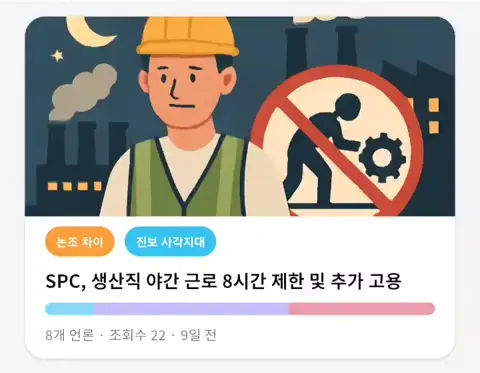 논조 차이
진보 사각지대
SPC, 생산직 야간 근로 8시간 제한 및 추가 고용
8개 언론 · 조회수 22 · 9일 전